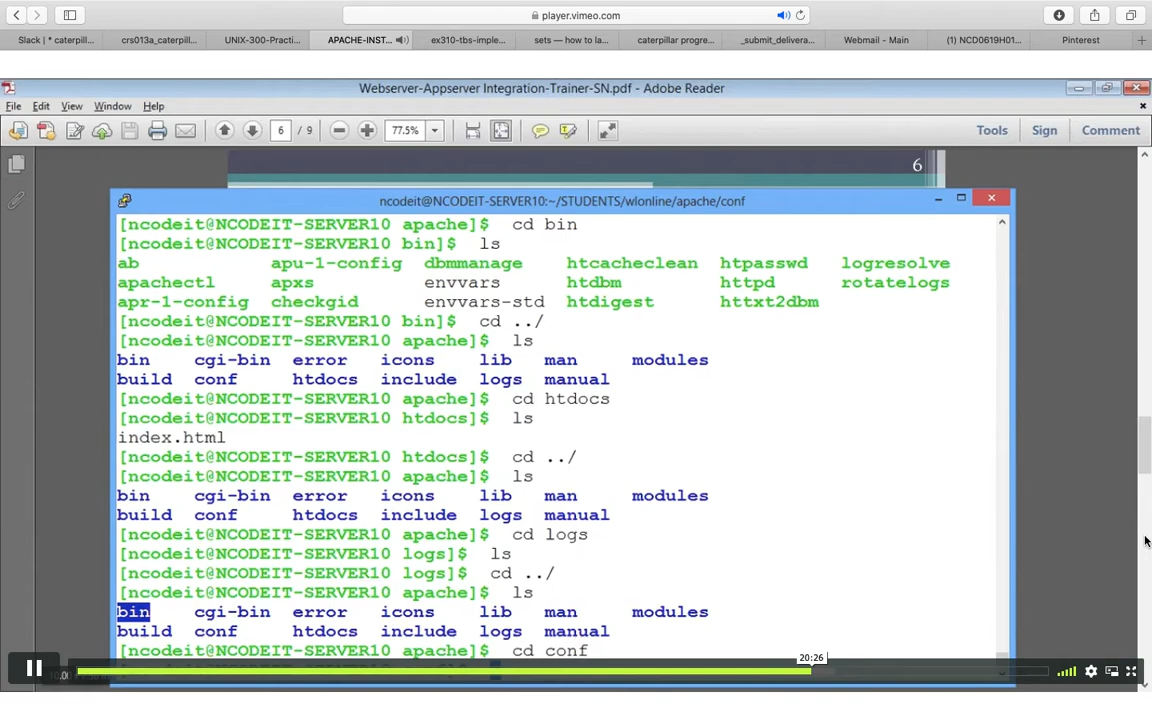 player.vimeo.com
Slack | * caterpill... crs013a_caterpill... UNIX-300-Practi... APACHE-INST... ex310-tbs-imple... sets — how to la... caterpillar progre... _submit_delivera... Webmail - Main (1) NCD0619H01... Pinterest
Webserver-Appserver Integration-Trainer-SN.pdf - Adobe Reader
File Edit View Window Help
6 / 9 77.5% Tools Sign Comment
6
ncodeit@NCODEIT-SERVER10:~/STUDENTS/wlonline/apache/conf
[ncodeit@NCODEIT-SERVER10 apache]$ cd bin
[ncodeit@NCODEIT-SERVER10 bin]$ ls
ab apu-1-config dbmmanage htcacheclean htpasswd logresolve
apachectl apxs envvars htdbm httpd rotatelogs
apr-1-config checkgid envvars-std htdigest httxt2dbm
[ncodeit@NCODEIT-SERVER10 bin]$ cd ../
[ncodeit@NCODEIT-SERVER10 apache]$ ls
bin cgi-bin error icons lib man modules
build conf htdocs include logs manual
[ncodeit@NCODEIT-SERVER10 apache]$ cd htdocs
[ncodeit@NCODEIT-SERVER10 htdocs]$ ls
index.html
[ncodeit@NCODEIT-SERVER10 htdocs]$ cd ../
[ncodeit@NCODEIT-SERVER10 apache]$ ls
bin cgi-bin error icons lib man modules
build conf htdocs include logs manual
[ncodeit@NCODEIT-SERVER10 apache]$ cd logs
[ncodeit@NCODEIT-SERVER10 logs]$ ls
[ncodeit@NCODEIT-SERVER10 logs]$ cd ../
[ncodeit@NCODEIT-SERVER10 apache]$ ls
bin cgi-bin error icons lib man modules
build conf htdocs include logs manual
[ncodeit@NCODEIT-SERVER10 apache]$ cd conf
20:26